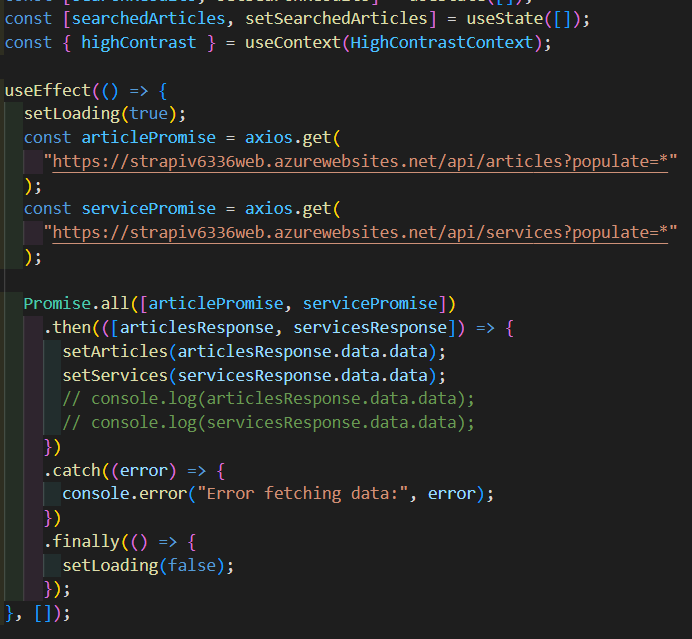 const [searchedArticles, setSearchedArticles] = useState([]);
const { highContrast } = useContext(HighContrastContext);
useEffect(() => {
setLoading(true);
const articlePromise = axios.get(
"https://strapiv6336web.azurewebsites.net/api/articles?populate=*"
);
const servicePromise = axios.get(
"https://strapiv6336web.azurewebsites.net/api/services?populate=*"
);
Promise.all([articlePromise, servicePromise])
.then(([articlesResponse, servicesResponse]) => {
setArticles(articlesResponse.data.data);
setServices(servicesResponse.data.data);
// console.log(articlesResponse.data.data);
// console.log(servicesResponse.data.data);
})
.catch((error) => {
console.error("Error fetching data:", error);
})
.finally(() => {
setLoading(false);
});
}, []);